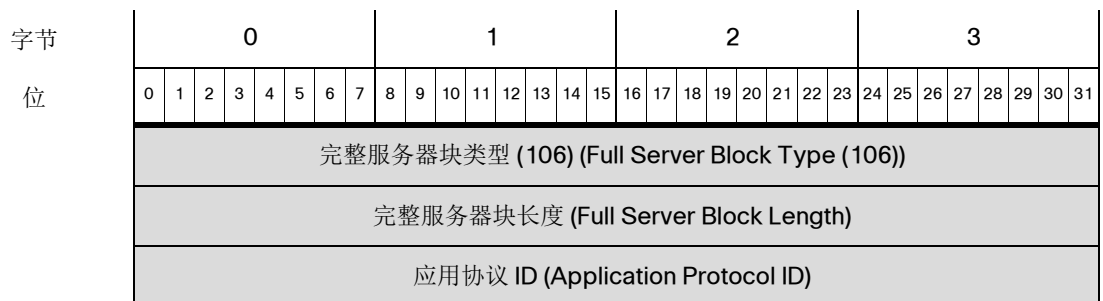 字节 0 1 2 3
位 0 1 2 3 4 5 6 7 8 9 10 11 12 13 14 15 16 17 18 19 20 21 22 23 24 25 26 27 28 29 30 31
完整服务器块类型 (106) (Full Server Block Type (106))
完整服务器块长度 (Full Server Block Length)
应用协议 ID (Application Protocol ID)